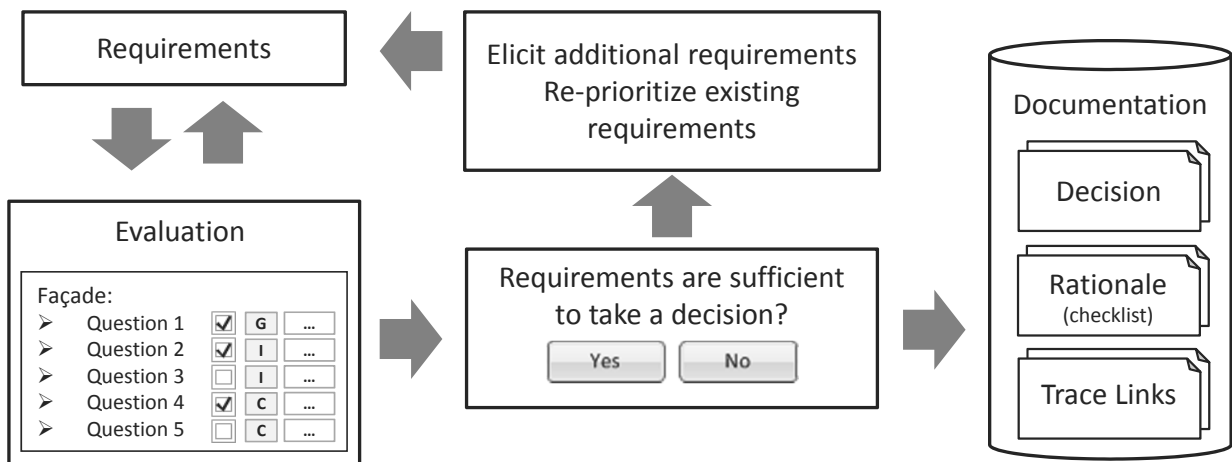 Requirements
Elicit additional requirements
Re-prioritize existing
requirements
Documentation
Decision
Rationale
(checklist)
Trace Links
Evaluation
Façade:
➢ Question 1 G ...
➢ Question 2 I ...
➢ Question 3 I ...
➢ Question 4 C ...
➢ Question 5 C ...
Requirements are sufficient
to take a decision?
Yes No